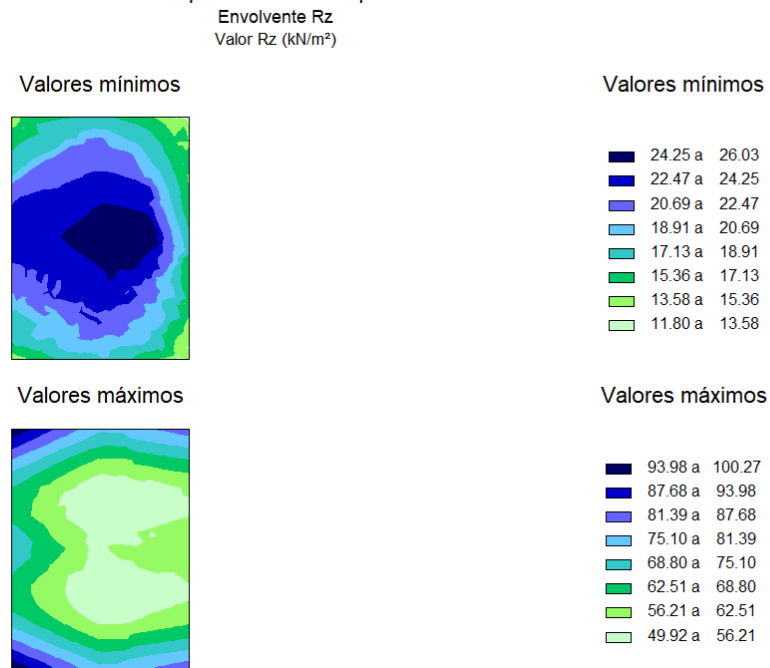 Envolvente Rz
Valor Rz (kN/m²)
Valores mínimos
Valores mínimos
24.25 a 26.03
22.47 a 24.25
20.69 a 22.47
18.91 a 20.69
17.13 a 18.91
15.36 a 17.13
13.58 a 15.36
11.80 a 13.58
Valores máximos
Valores máximos
93.98 a 100.27
87.68 a 93.98
81.39 a 87.68
75.10 a 81.39
68.80 a 75.10
62.51 a 68.80
56.21 a 62.51
49.92 a 56.21